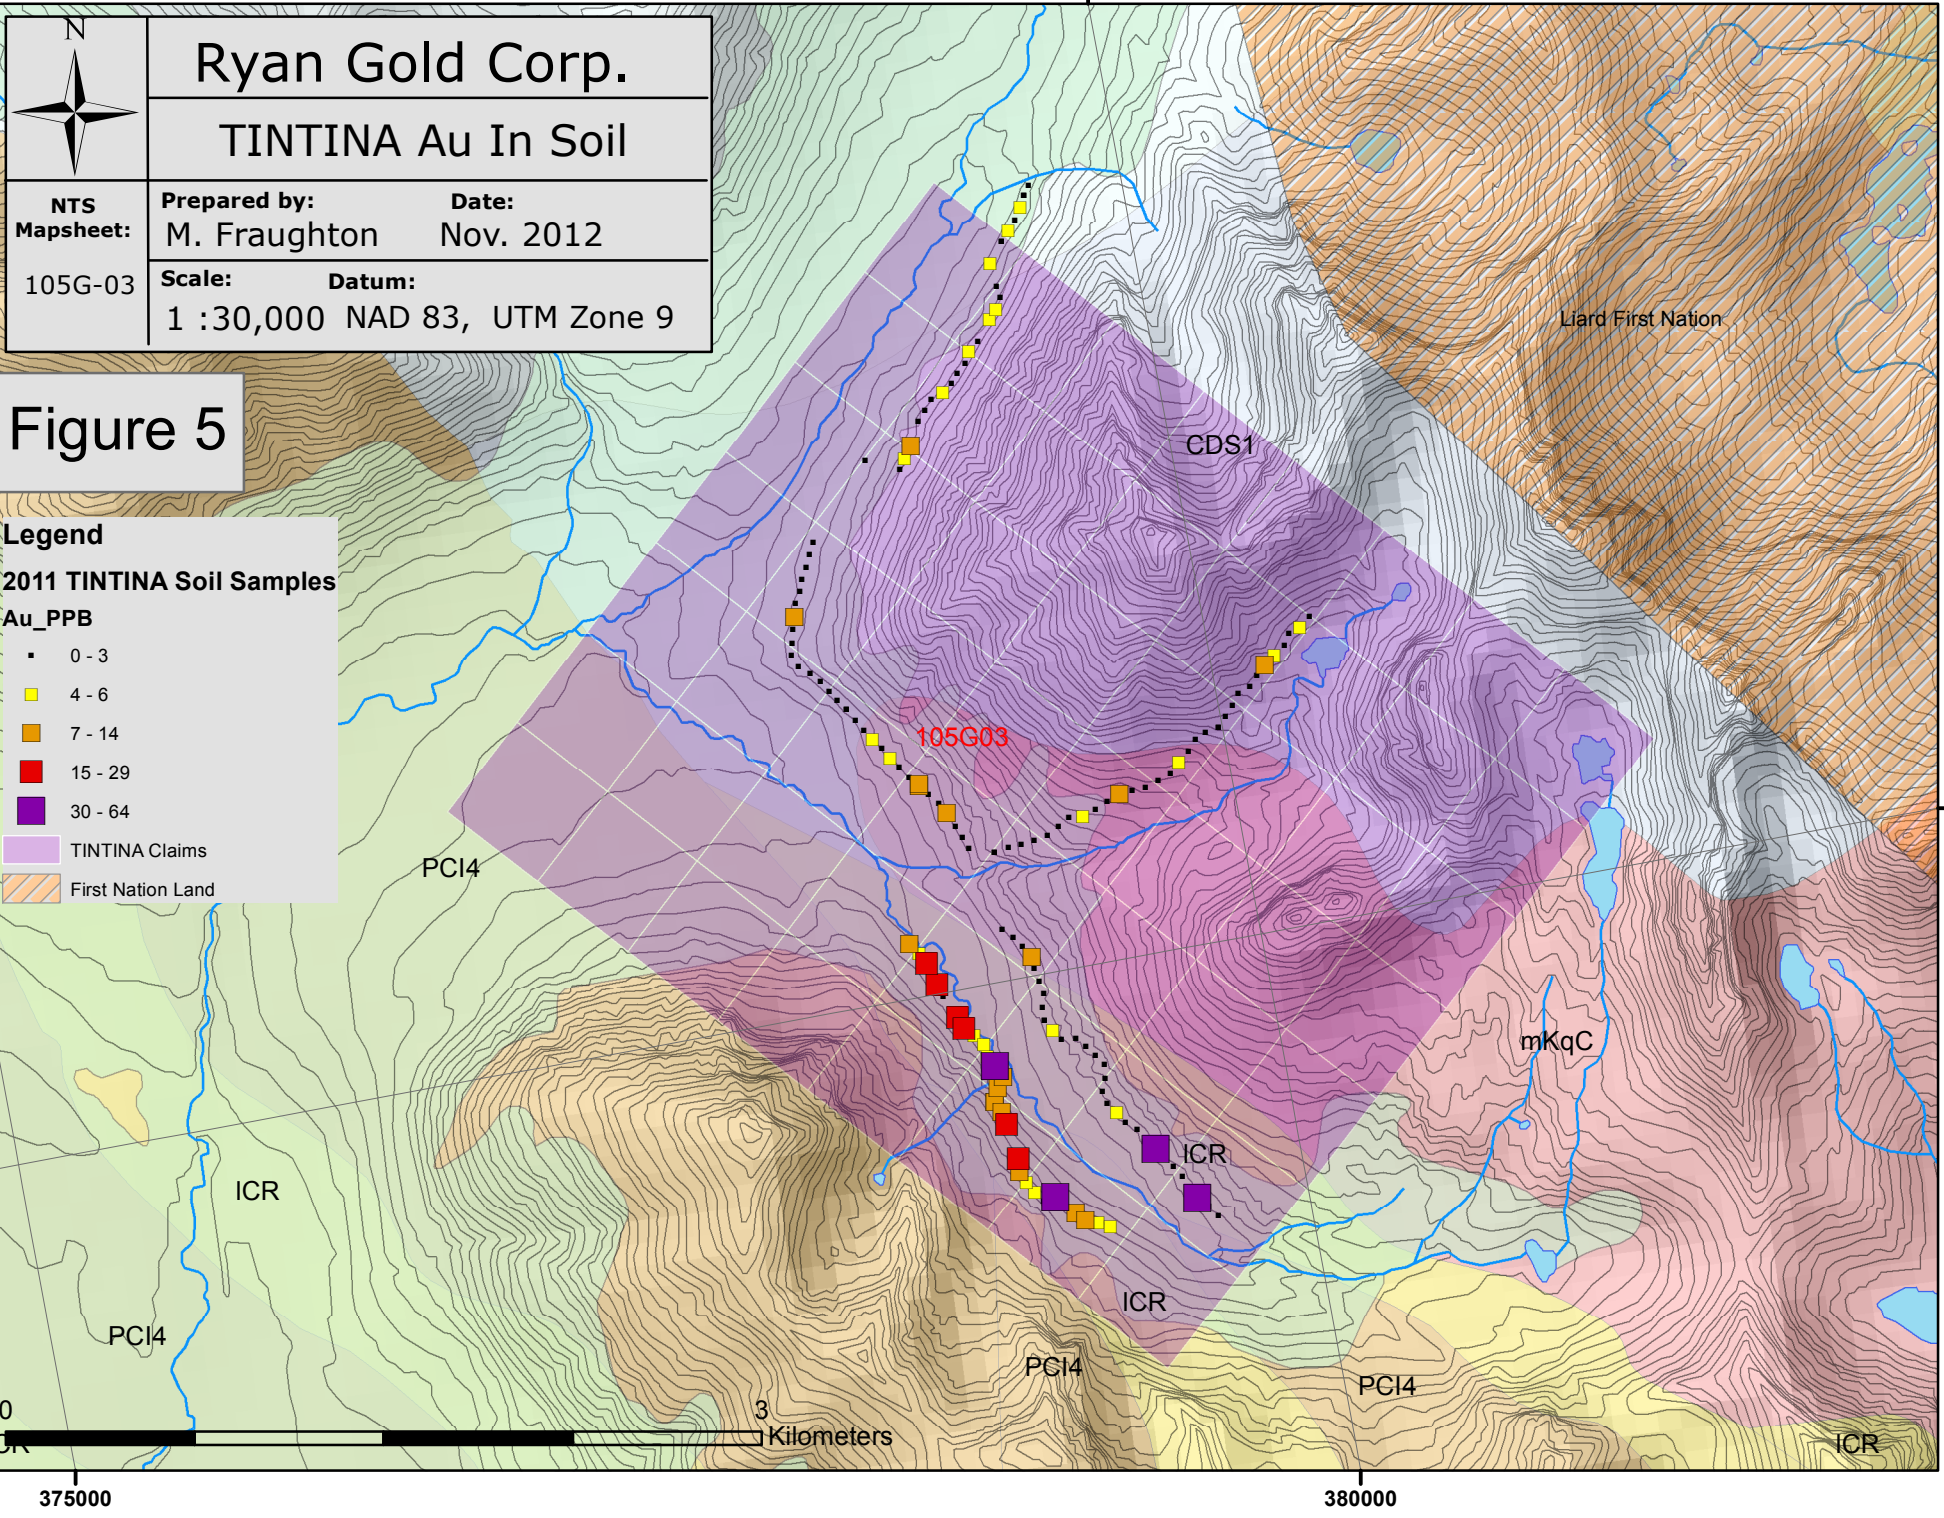 N
Ryan Gold Corp.
TINTINA Au In Soil
NTS
Mapsheet:
105G-03
Prepared by:
M. Fraughton
Date:
Nov. 2012
Scale:
1 :30,000
Datum:
NAD 83, UTM Zone 9
Figure 5
Legend
2011 TINTINA Soil Samples
Au_PPB
0 - 3
4 - 6
7 - 14
15 - 29
30 - 64
TINTINA Claims
First Nation Land
Liard First Nation
CDS1
105G03
PCI4
mKqC
ICR
ICR
ICR
PCI4
PCI4
PCI4
ICR
0
3
Kilometers
375000
380000